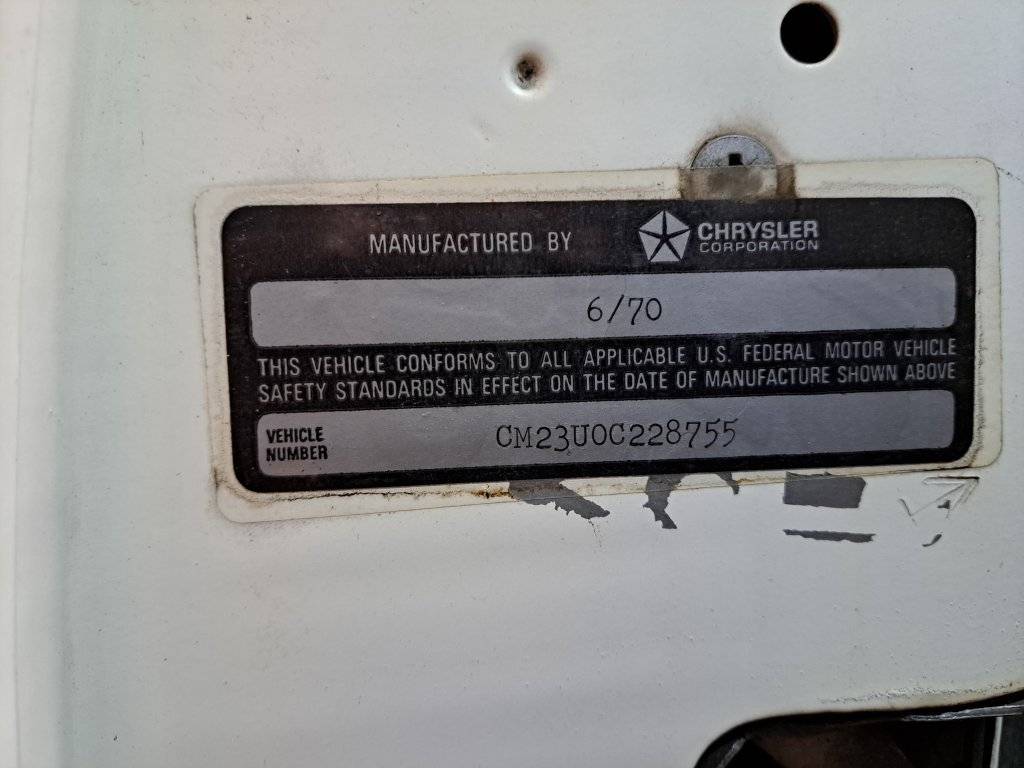 MANUFACTURED BY CHRYSLER CORPORATION
6/70
THIS VEHICLE CONFORMS TO ALL APPLICABLE U.S. FEDERAL MOTOR VEHICLE
SAFETY STANDARDS IN EFFECT ON THE DATE OF MANUFACTURE SHOWN ABOVE
VEHICLE NUMBER CM23U0C228755